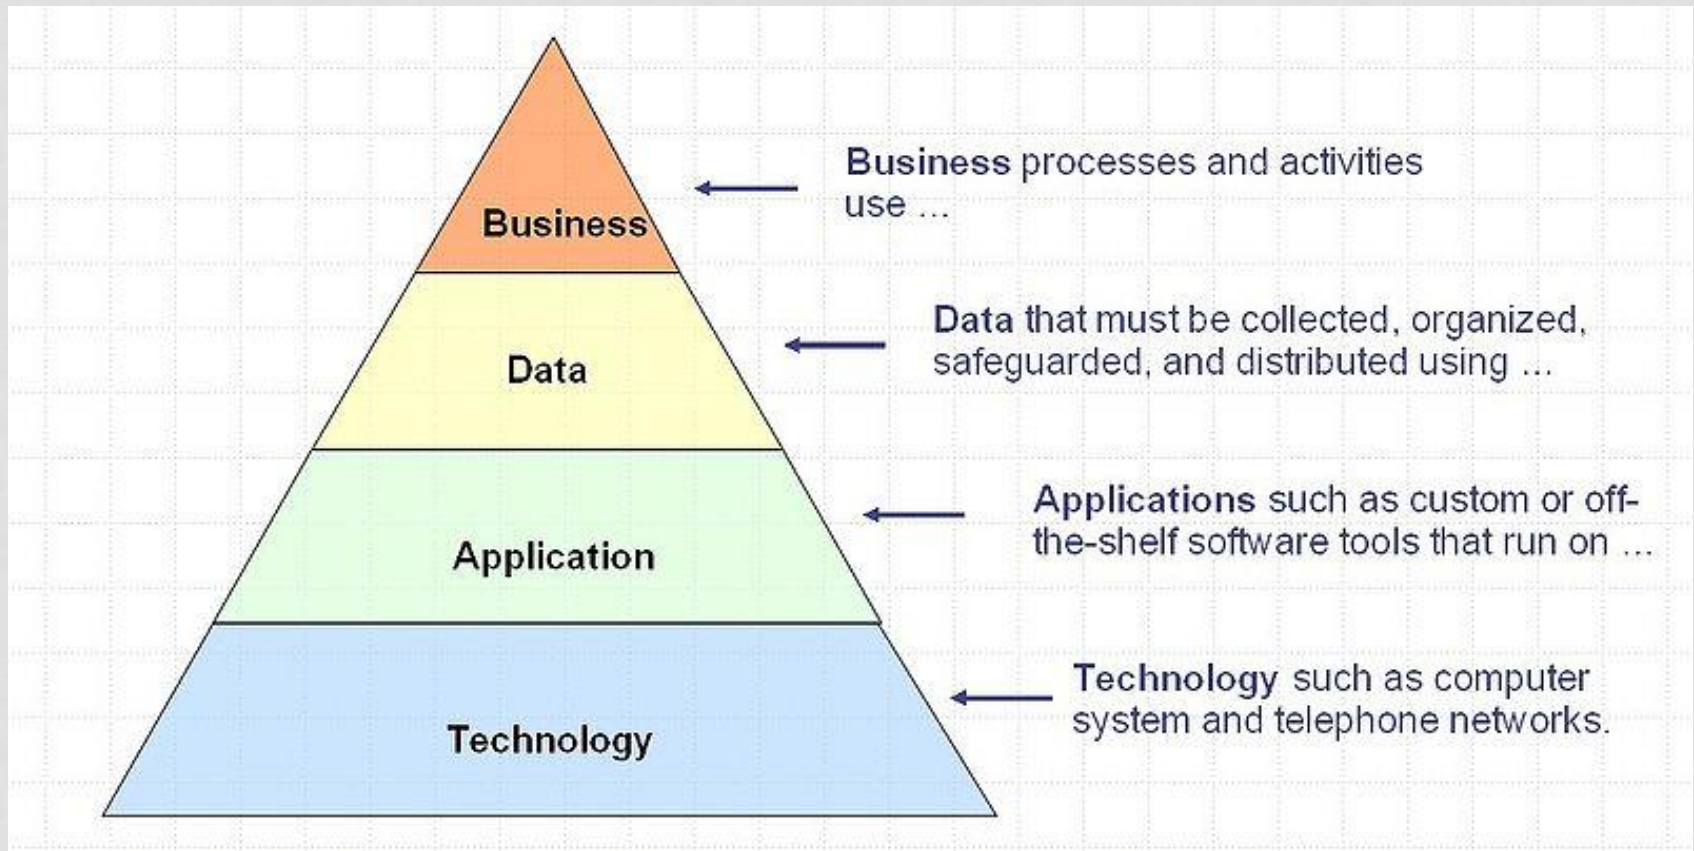 Business
Business processes and activities
use ...
Data
Data that must be collected, organized,
safeguarded, and distributed using ...
Application
Applications such as custom or off-
the-shelf software tools that run on ...
Technology
Technology such as computer
system and telephone networks.